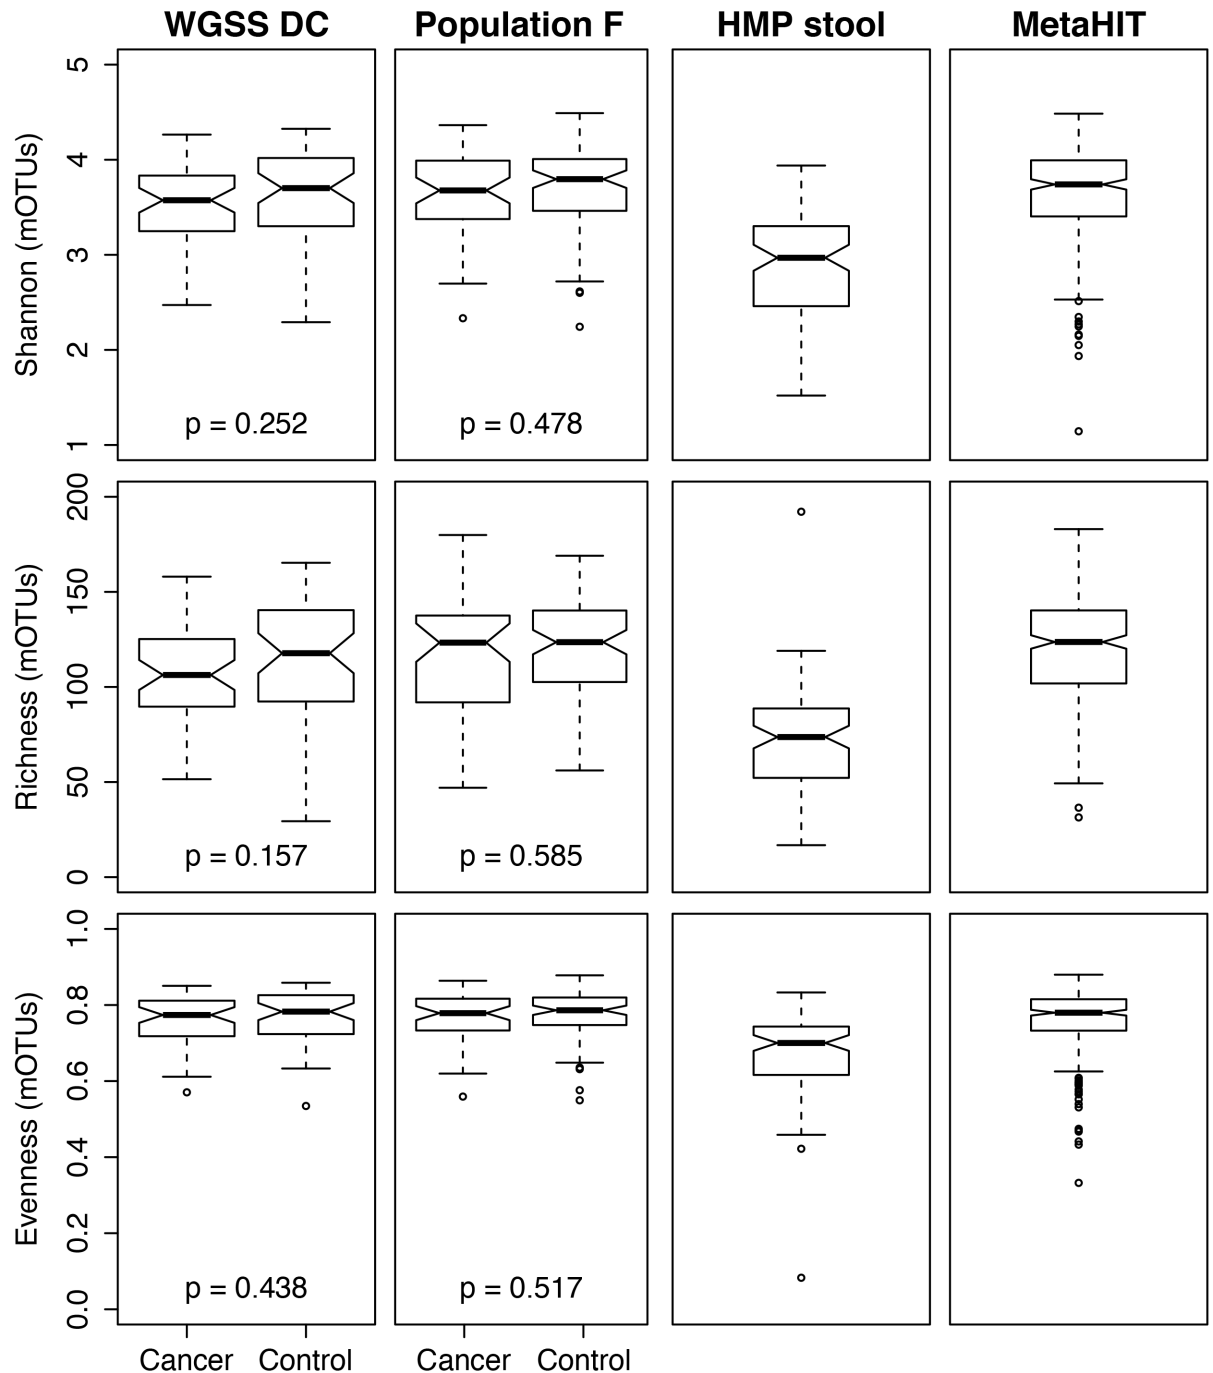 WGSS DC Population F HMP stool MetaHIT
Shannon (mOTUs)
5
4
3
2
1
p = 0.252 p = 0.478
Richness (mOTUs)
200
150
100
50
0
p = 0.157 p = 0.585
Evenness (mOTUs)
1.0
0.8
0.6
0.4
0.2
0.0
p = 0.438 p = 0.517
Cancer Control Cancer Control